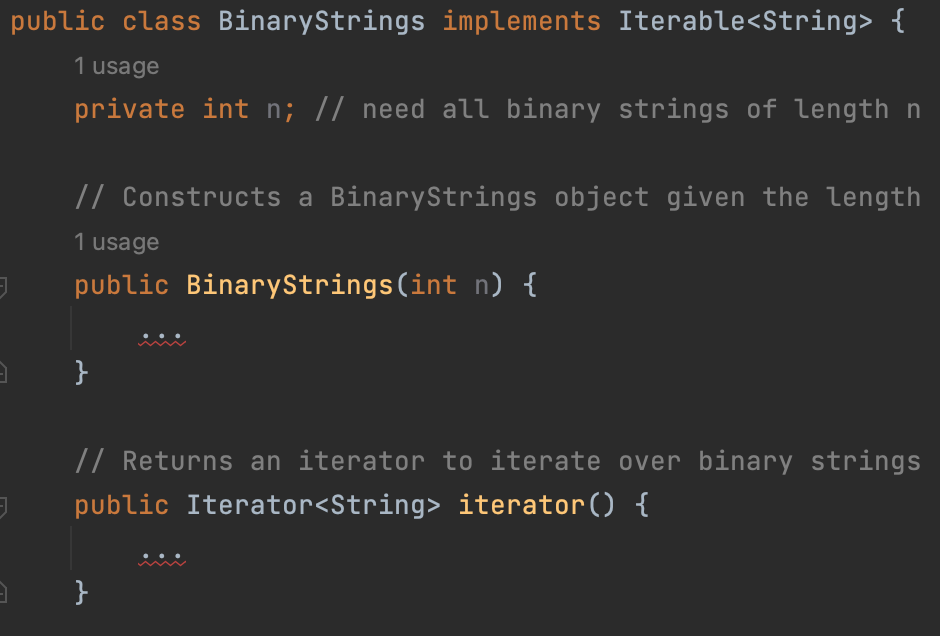 public class BinaryStrings implements Iterable<String> {
1 usage
private int n; // need all binary strings of length n
// Constructs a BinaryStrings object given the length
1 usage
public BinaryStrings(int n) {
...
}
// Returns an iterator to iterate over binary strings
public Iterator<String> iterator() {
...
}